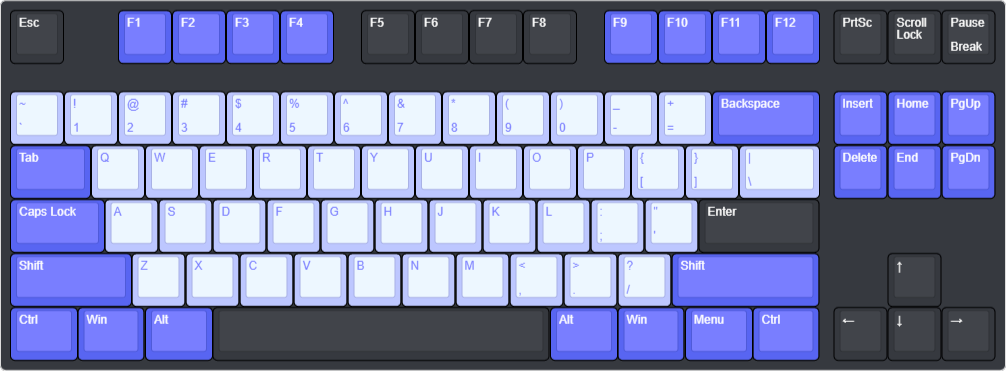 Esc F1 F2 F3 F4 F5 F6 F7 F8 F9 F10 F11 F12 PrtSc Scroll Lock Pause Break
~ ! @ # $ % ^ & * ( ) _ + Backspace Insert Home PgUp
` 1 2 3 4 5 6 7 8 9 0 - =
Tab Q W E R T Y U I O P { } | Delete End PgDn
[ ] \
Caps Lock A S D F G H J K L : " Enter
; '
Shift Z X C V B N M < > ? Shift ↑
, . /
Ctrl Win Alt Alt Win Menu Ctrl ← ↓ →